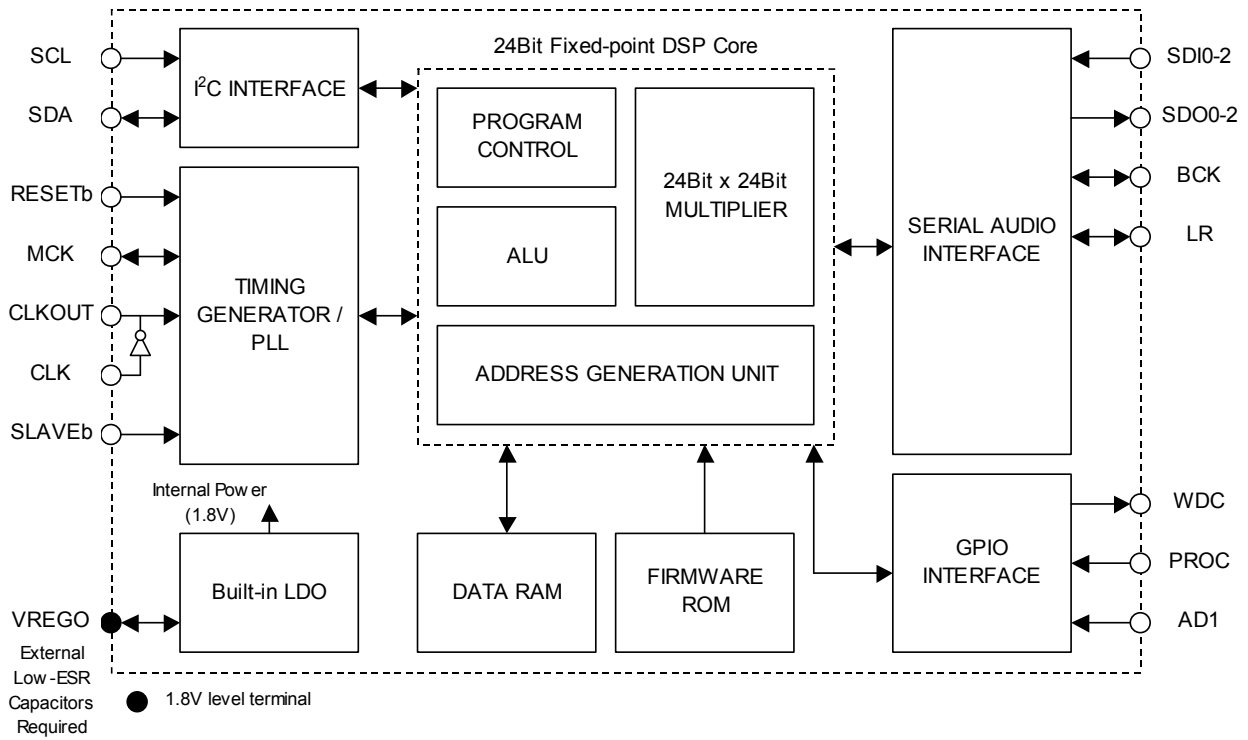 SCL
SDA
RESETb
MCK
CLKOUT
CLK
SLAVEb
VREGO
External
Low-ESR
Capacitors
Required
1.8V level terminal
I²C INTERFACE
TIMING
GENERATOR /
PLL
Internal Power
(1.8V)
Built-in LDO
24Bit Fixed-point DSP Core
PROGRAM
CONTROL
ALU
24Bit x 24Bit
MULTIPLIER
ADDRESS GENERATION UNIT
DATA RAM
FIRMWARE
ROM
SERIAL AUDIO
INTERFACE
GPIO
INTERFACE
SDI0-2
SDO0-2
BCK
LR
WDC
PROC
AD1